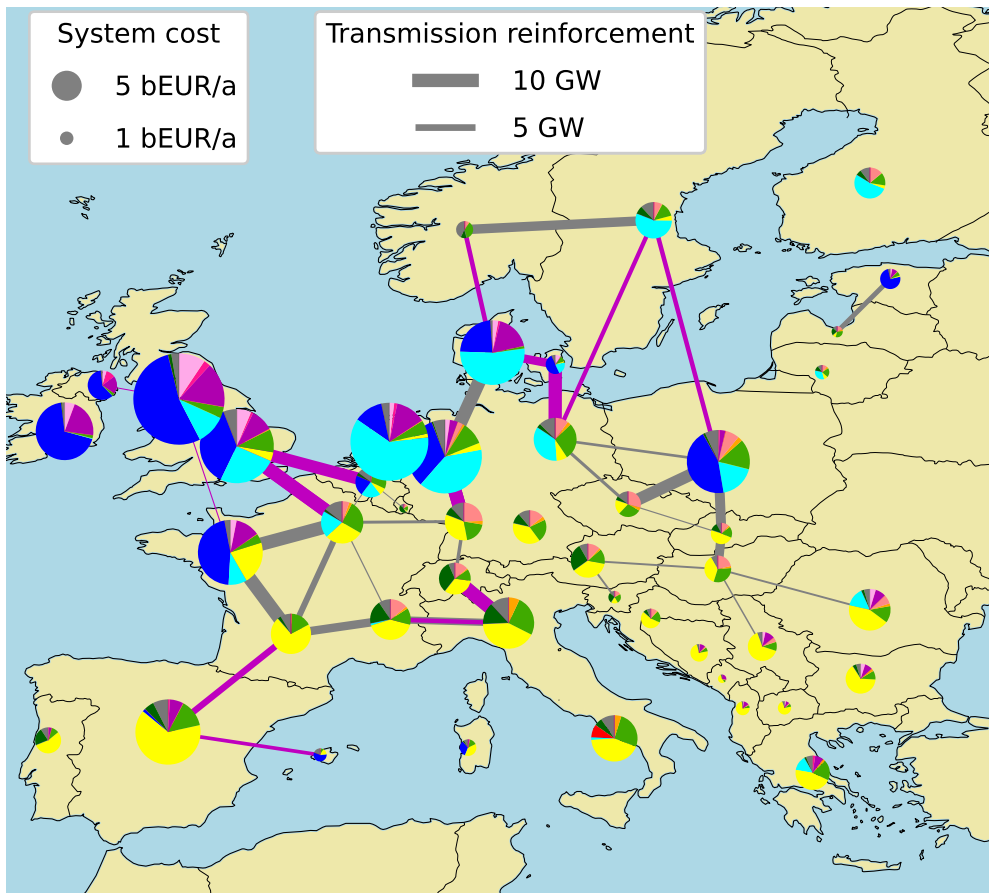 System cost
5 bEUR/a
1 bEUR/a
Transmission reinforcement
10 GW
5 GW